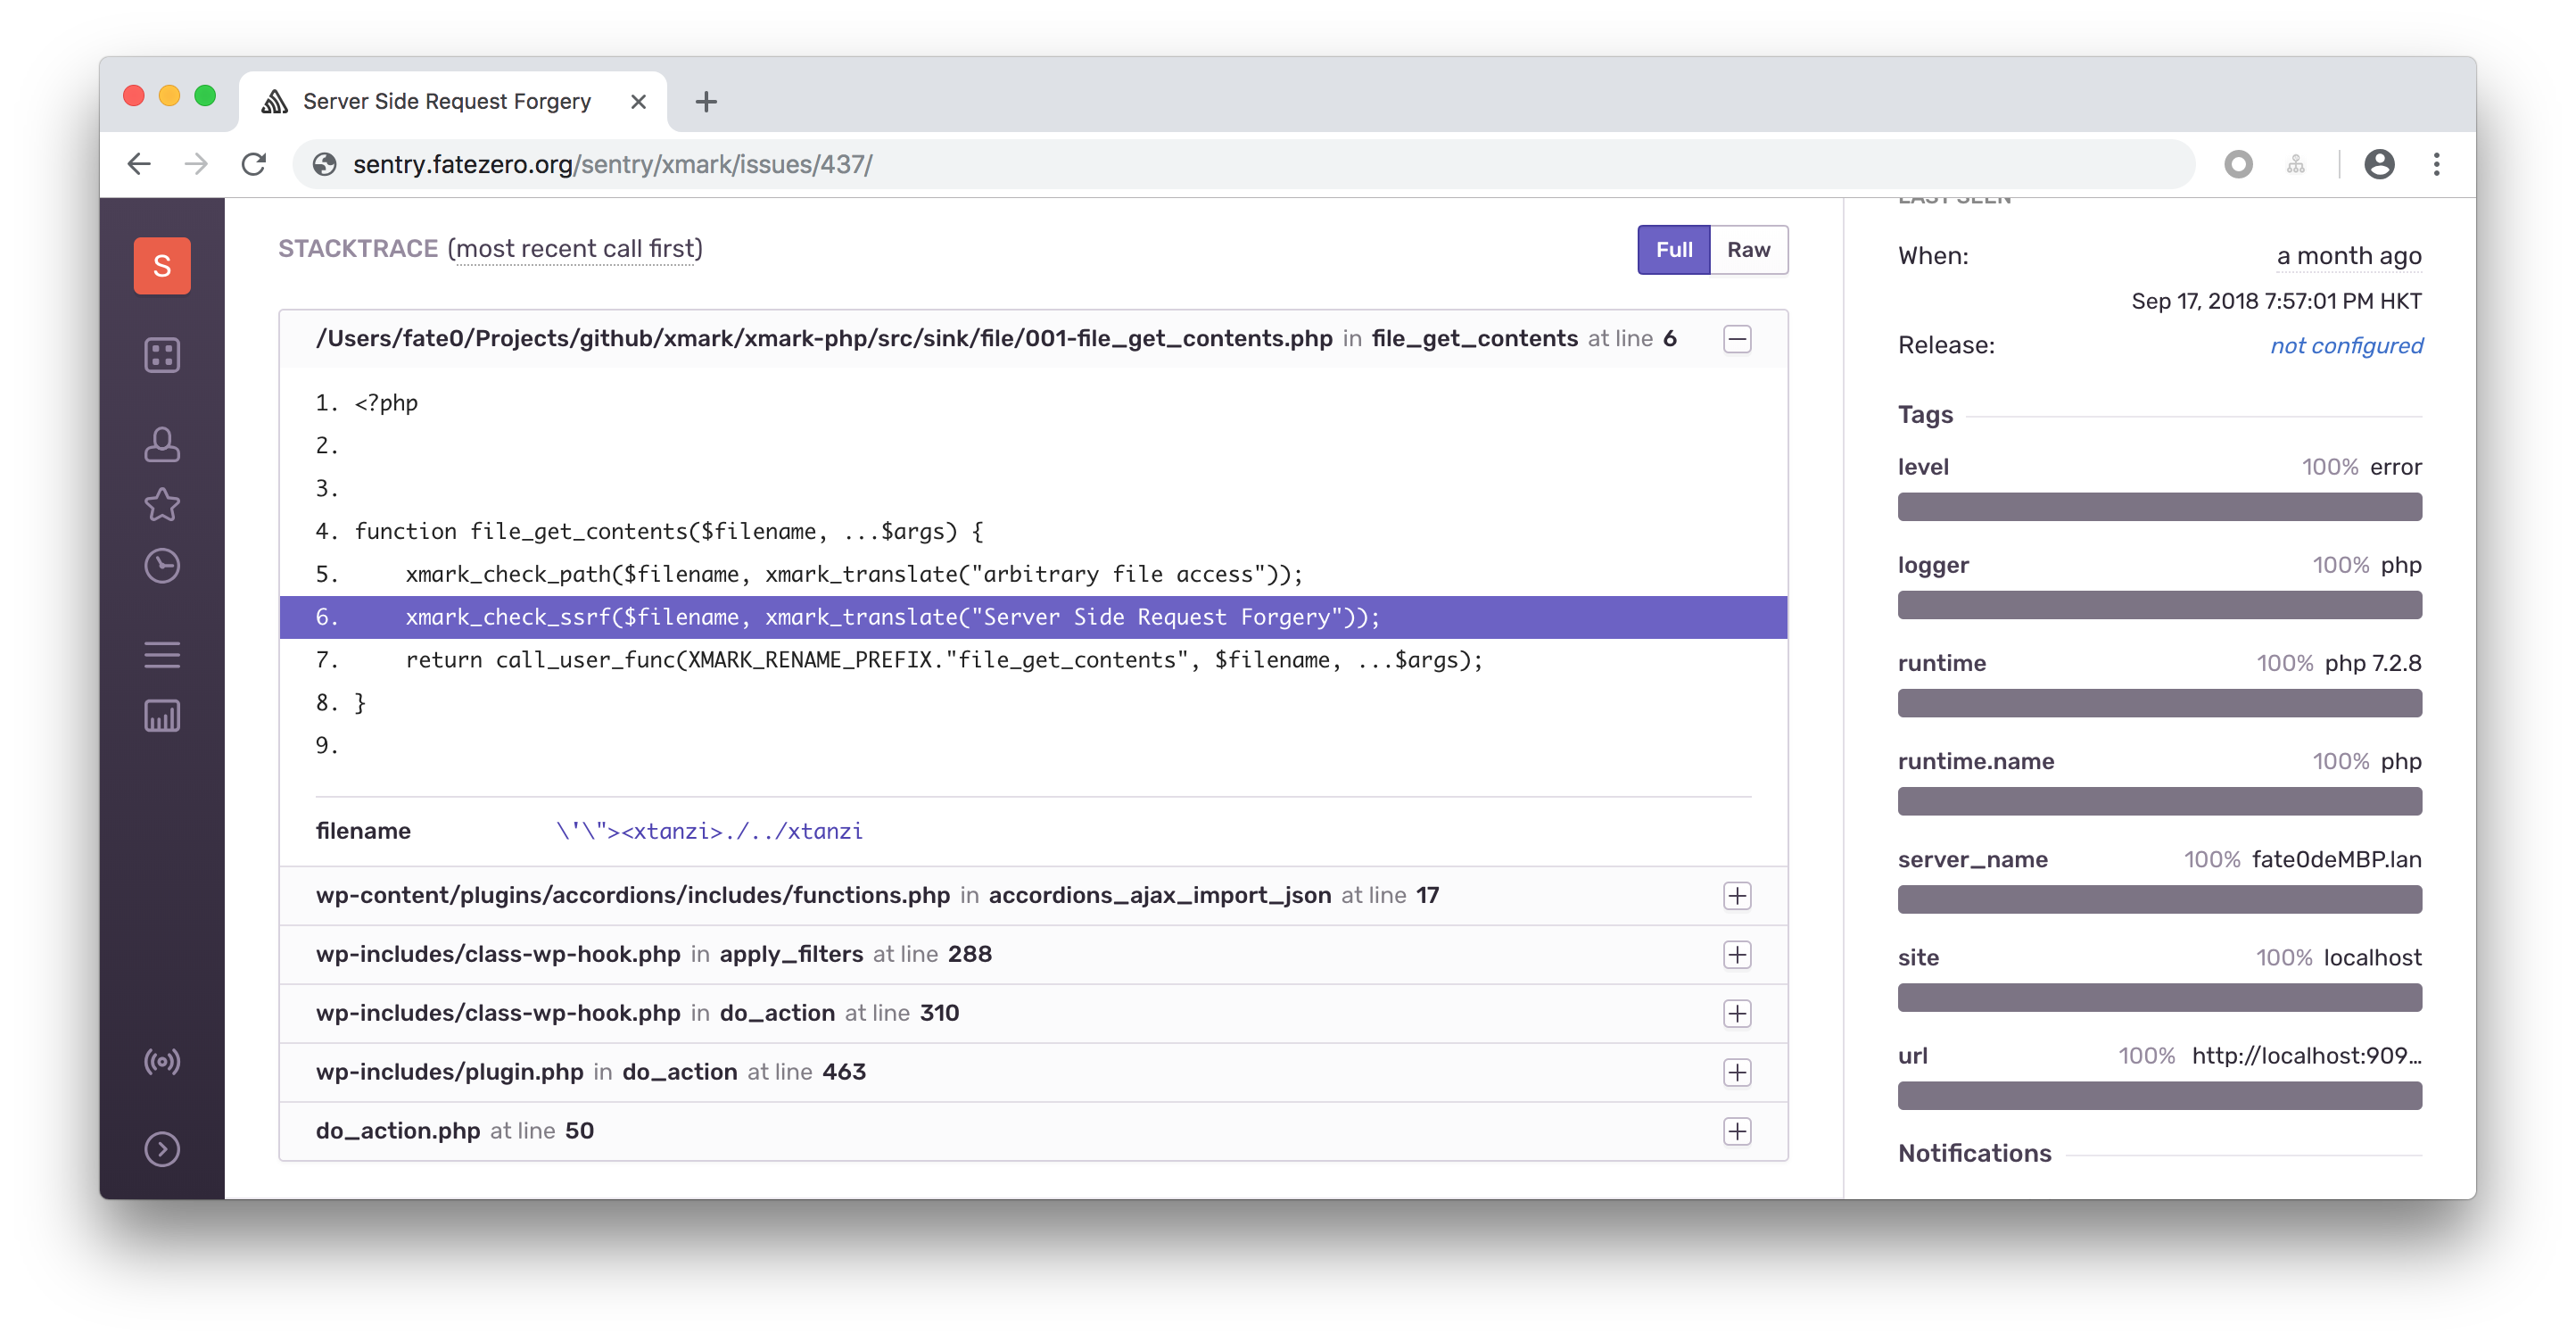 Server Side Request Forgery
sentry.fatezero.org/sentry/xmark/issues/437/
S
STACKTRACE (most recent call first)
Full Raw
/Users/fate0/Projects/github/xmark/xmark-php/src/sink/file/001-file_get_contents.php in file_get_contents at line 6
1. <?php
2.
3.
4. function file_get_contents($filename, ...$args) {
5. xmark_check_path($filename, xmark_translate("arbitrary file access"));
6. xmark_check_ssrf($filename, xmark_translate("Server Side Request Forgery"));
7. return call_user_func(XMARK_RENAME_PREFIX."file_get_contents", $filename, ...$args);
8. }
9.
filename \'\"><xtanzi>./../xtanzi
wp-content/plugins/accordions/includes/functions.php in accordions_ajax_import_json at line 17
wp-includes/class-wp-hook.php in apply_filters at line 288
wp-includes/class-wp-hook.php in do_action at line 310
wp-includes/plugin.php in do_action at line 463
do_action.php at line 50
LAST SEEN
When: a month ago
Sep 17, 2018 7:57:01 PM HKT
Release: not configured
Tags
level 100% error
logger 100% php
runtime 100% php 7.2.8
runtime.name 100% php
server_name 100% fate0deMBP.lan
site 100% localhost
url 100% http://localhost:909...
Notifications